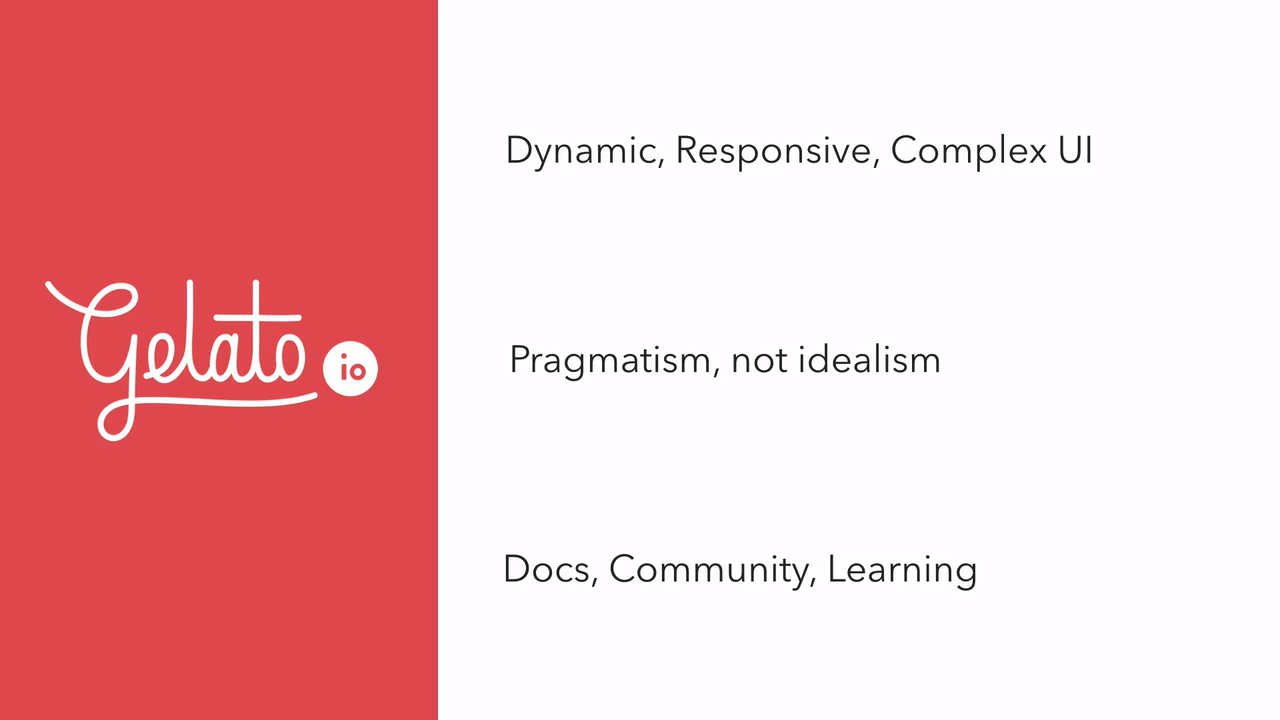 Gelato
io
Dynamic, Responsive, Complex UI
Pragmatism, not idealism
Docs, Community, Learning